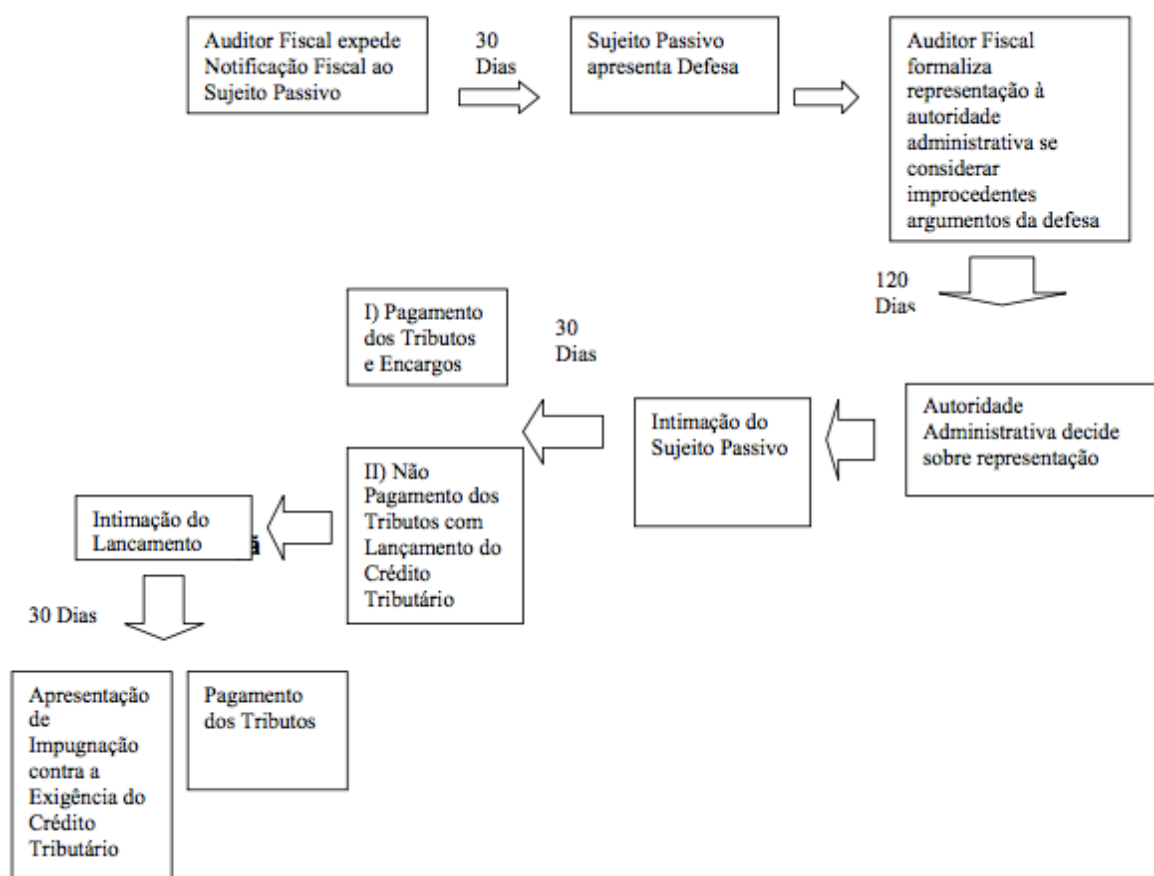 Auditor Fiscal expede
Notificação Fiscal ao
Sujeito Passivo
30
Dias
Sujeito Passivo
apresenta Defesa
Auditor Fiscal
formaliza
representação à
autoridade
administrativa se
considerar
improcedentes
argumentos da defesa
120
Dias
Autoridade
Administrativa decide
sobre representação
Intimação do
Sujeito Passivo
30
Dias
I) Pagamento
dos Tributos
e Encargos
II) Não
Pagamento dos
Tributos com
Lançamento do
Crédito
Tributário
Intimação do
Lancamento
30 Dias
Apresentação
de
Impugnação
contra a
Exigência do
Crédito
Tributário
Pagamento
dos Tributos